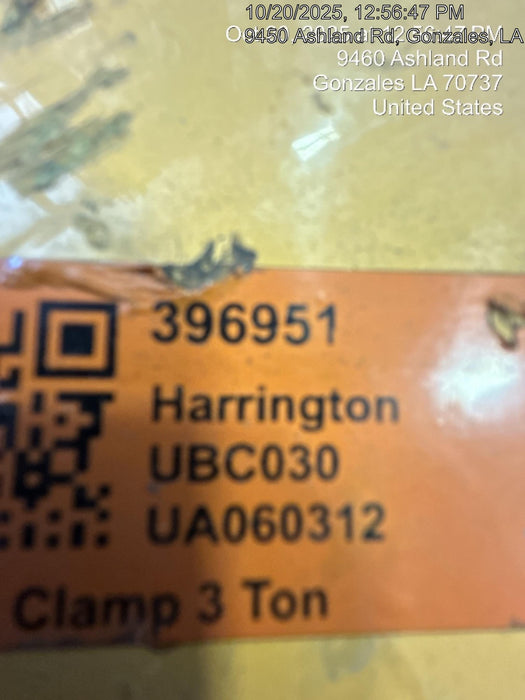 10/20/2025, 12:56:47 PM
9450 Ashland Rd, Gonzales, LA
9460 Ashland Rd
Gonzales LA 70737
United States
396951
Harrington
UBC030
UA060312
Clamp 3 Ton